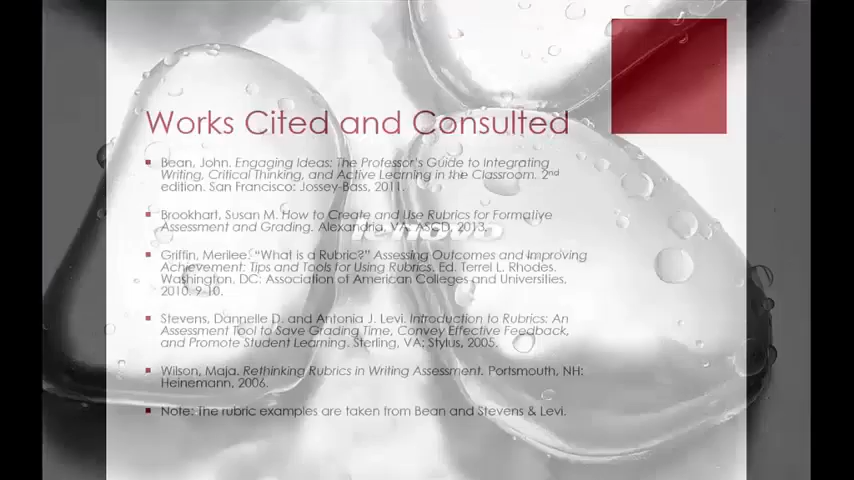 Works Cited and Consulted
Bean, John. Engaging Ideas: The Professor's Guide to Integrating
Writing, Critical Thinking, and Active Learning in the Classroom. 2nd
edition. San Francisco: Jossey-Bass, 2011.
Brookhart, Susan M. How to Create and Use Rubrics for Formative
Assessment and Grading. Alexandria, VA: ASCD, 2013.
lenovo
Griffin, Merilee. “What is a Rubric?” Assessing Outcomes and Improving
Achievement: Tips and Tools for Using Rubrics. Ed. Terrel L. Rhodes.
Washington, DC: Association of American Colleges and Universities,
2010. 9-10.
Stevens, Dannelle D. and Antonia J. Levi. Introduction to Rubrics: An
Assessment Tool to Save Grading Time, Convey Effective Feedback,
and Promote Student Learning. Sterling, VA: Stylus, 2005.
Wilson, Maja. Rethinking Rubrics in Writing Assessment. Portsmouth, NH:
Heinemann, 2006.
Note: The rubric examples are taken from Bean and Stevens & Levi.